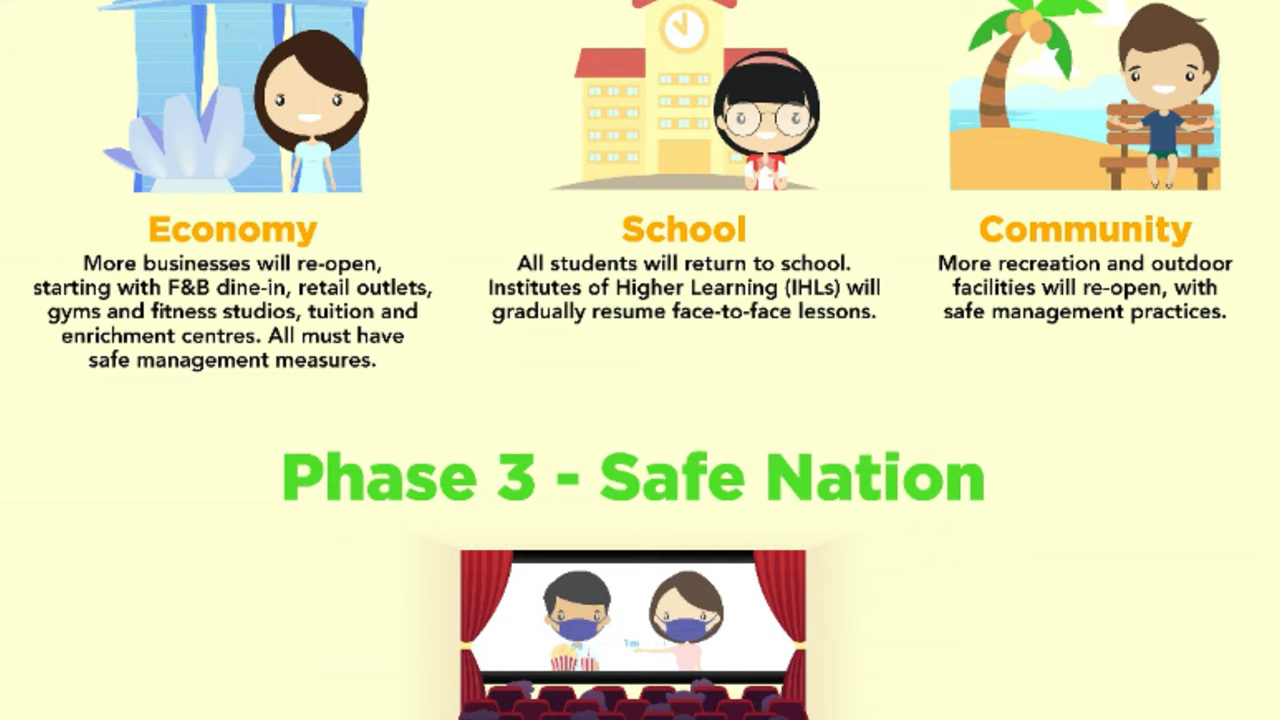 Economy
More businesses will re-open,
starting with F&B dine-in, retail outlets,
gyms and fitness studios, tuition and
enrichment centres. All must have
safe management measures.
School
All students will return to school.
Institutes of Higher Learning (IHLs) will
gradually resume face-to-face lessons.
Community
More recreation and outdoor
facilities will re-open, with
safe management practices.
Phase 3 - Safe Nation
1m